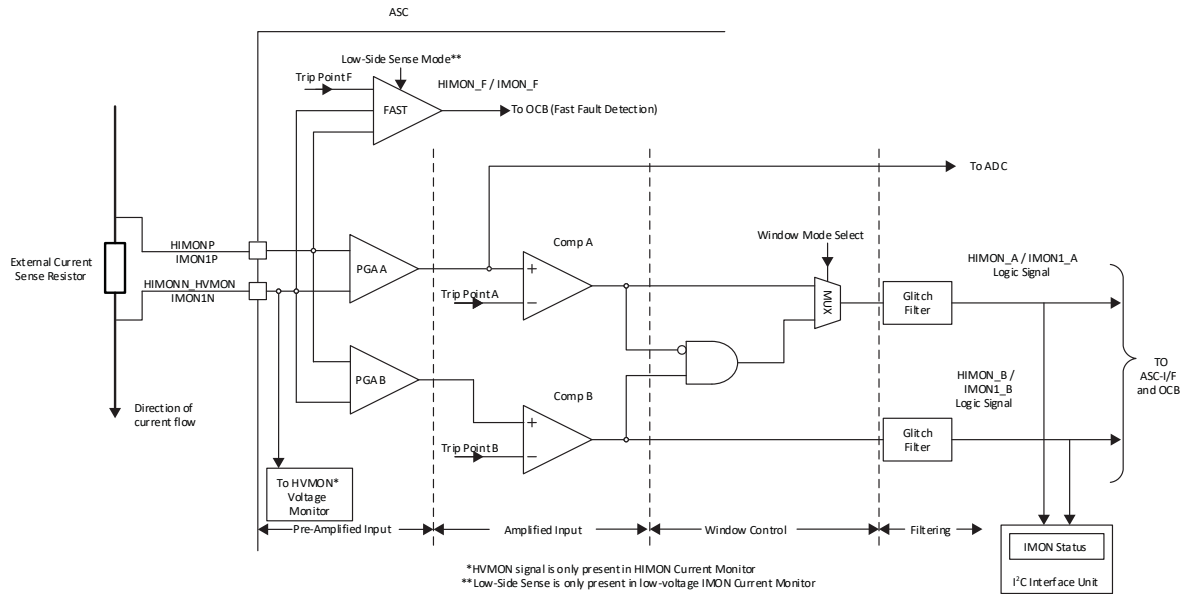 ASC
Low-Side Sense Mode**
Trip Point F
HIMON_F / IMON_F
FAST
To OCB (Fast Fault Detection)
To ADC
Window Mode Select
Comp A
HIMONP
IMON1P
External Current
Sense Resistor
HIMONN_HVMON
IMON1N
PGA A
+
Trip Point A
−
MUX
HIMON_A / IMON1_A
Logic Signal
Glitch
Filter
TO
ASC-I/F
and OCB
PGA B
HIMON_B /
IMON1_B
Logic Signal
Comp B
Direction of
current flow
+
Trip Point B
−
Glitch
Filter
To HVMON*
Voltage
Monitor
Pre-Amplified Input
Amplified Input
Window Control
Filtering
IMON Status
I²C Interface Unit
*HVMON signal is only present in HIMON Current Monitor
**Low-Side Sense is only present in low-voltage IMON Current Monitor